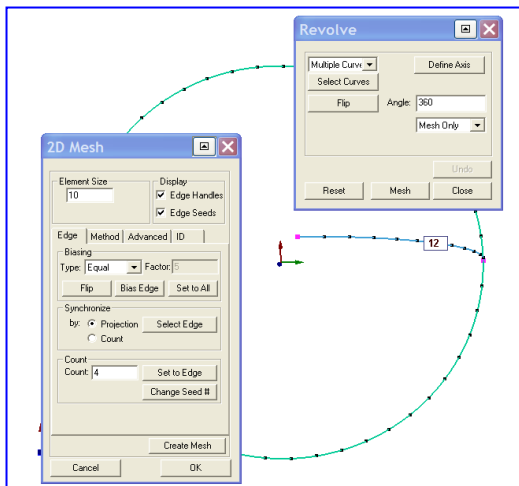 Revolve
Multiple Curve
Define Axis
Select Curves
Flip
Angle: 360
Mesh Only
Undo
Reset
Mesh
Close
2D Mesh
Element Size
10
Display
Edge Handles
Edge Seeds
Edge
Method
Advanced
ID
Biasing
Type: Equal
Factor: 5
Flip
Bias Edge
Set to All
Synchronize
by: Projection
Select Edge
Count
Count
Count: 4
Set to Edge
Change Seed #
Create Mesh
Cancel
OK
12